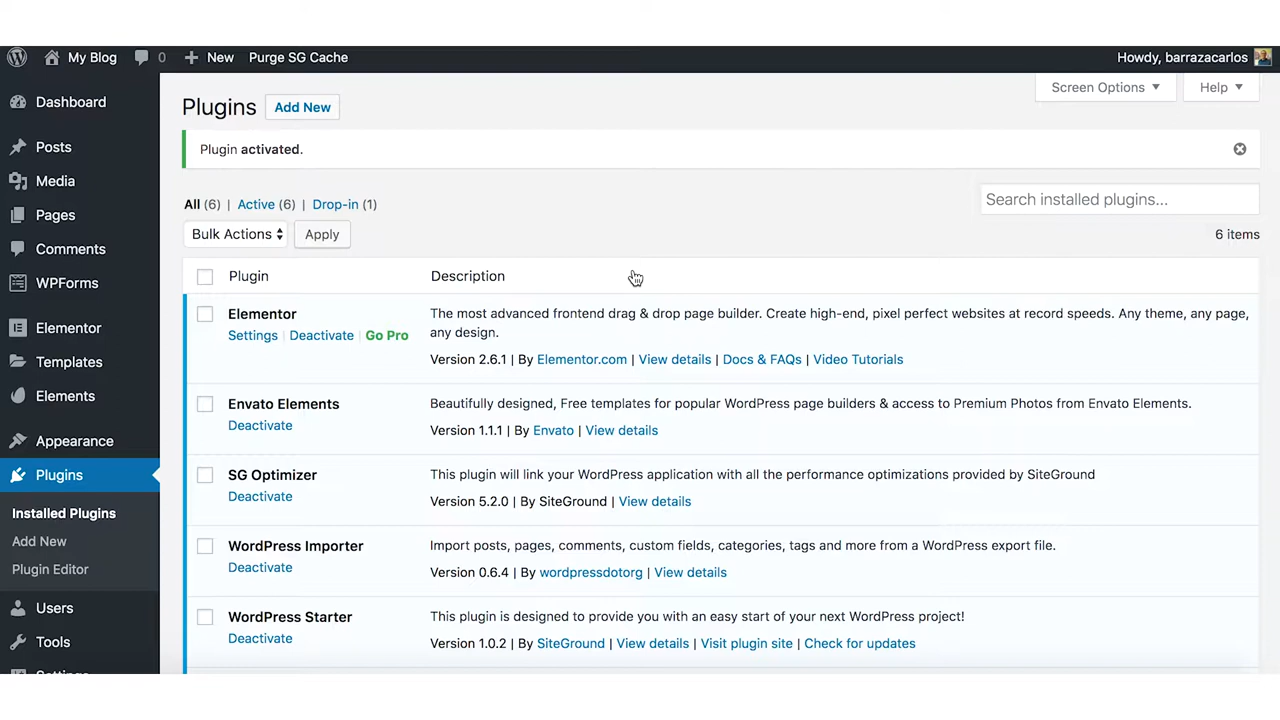 My Blog 0 New Purge SG Cache Howdy, barrazacarlos
Dashboard
Posts
Media
Pages
Comments
WPForms
Elementor
Templates
Elements
Appearance
Plugins
Installed Plugins
Add New
Plugin Editor
Users
Tools
Screen Options Help
Plugins Add New
Plugin activated.
All (6) | Active (6) | Drop-in (1)
Search installed plugins...
Bulk Actions Apply
6 items
Plugin Description
Elementor
Settings | Deactivate | Go Pro
The most advanced frontend drag & drop page builder. Create high-end, pixel perfect websites at record speeds. Any theme, any page,
any design.
Version 2.6.1 | By Elementor.com | View details | Docs & FAQs | Video Tutorials
Envato Elements
Deactivate
Beautifully designed, Free templates for popular WordPress page builders & access to Premium Photos from Envato Elements.
Version 1.1.1 | By Envato | View details
SG Optimizer
Deactivate
This plugin will link your WordPress application with all the performance optimizations provided by SiteGround
Version 5.2.0 | By SiteGround | View details
WordPress Importer
Deactivate
Import posts, pages, comments, custom fields, categories, tags and more from a WordPress export file.
Version 0.6.4 | By wordpressdotorg | View details
WordPress Starter
Deactivate
This plugin is designed to provide you with an easy start of your next WordPress project!
Version 1.0.2 | By SiteGround | View details | Visit plugin site | Check for updates